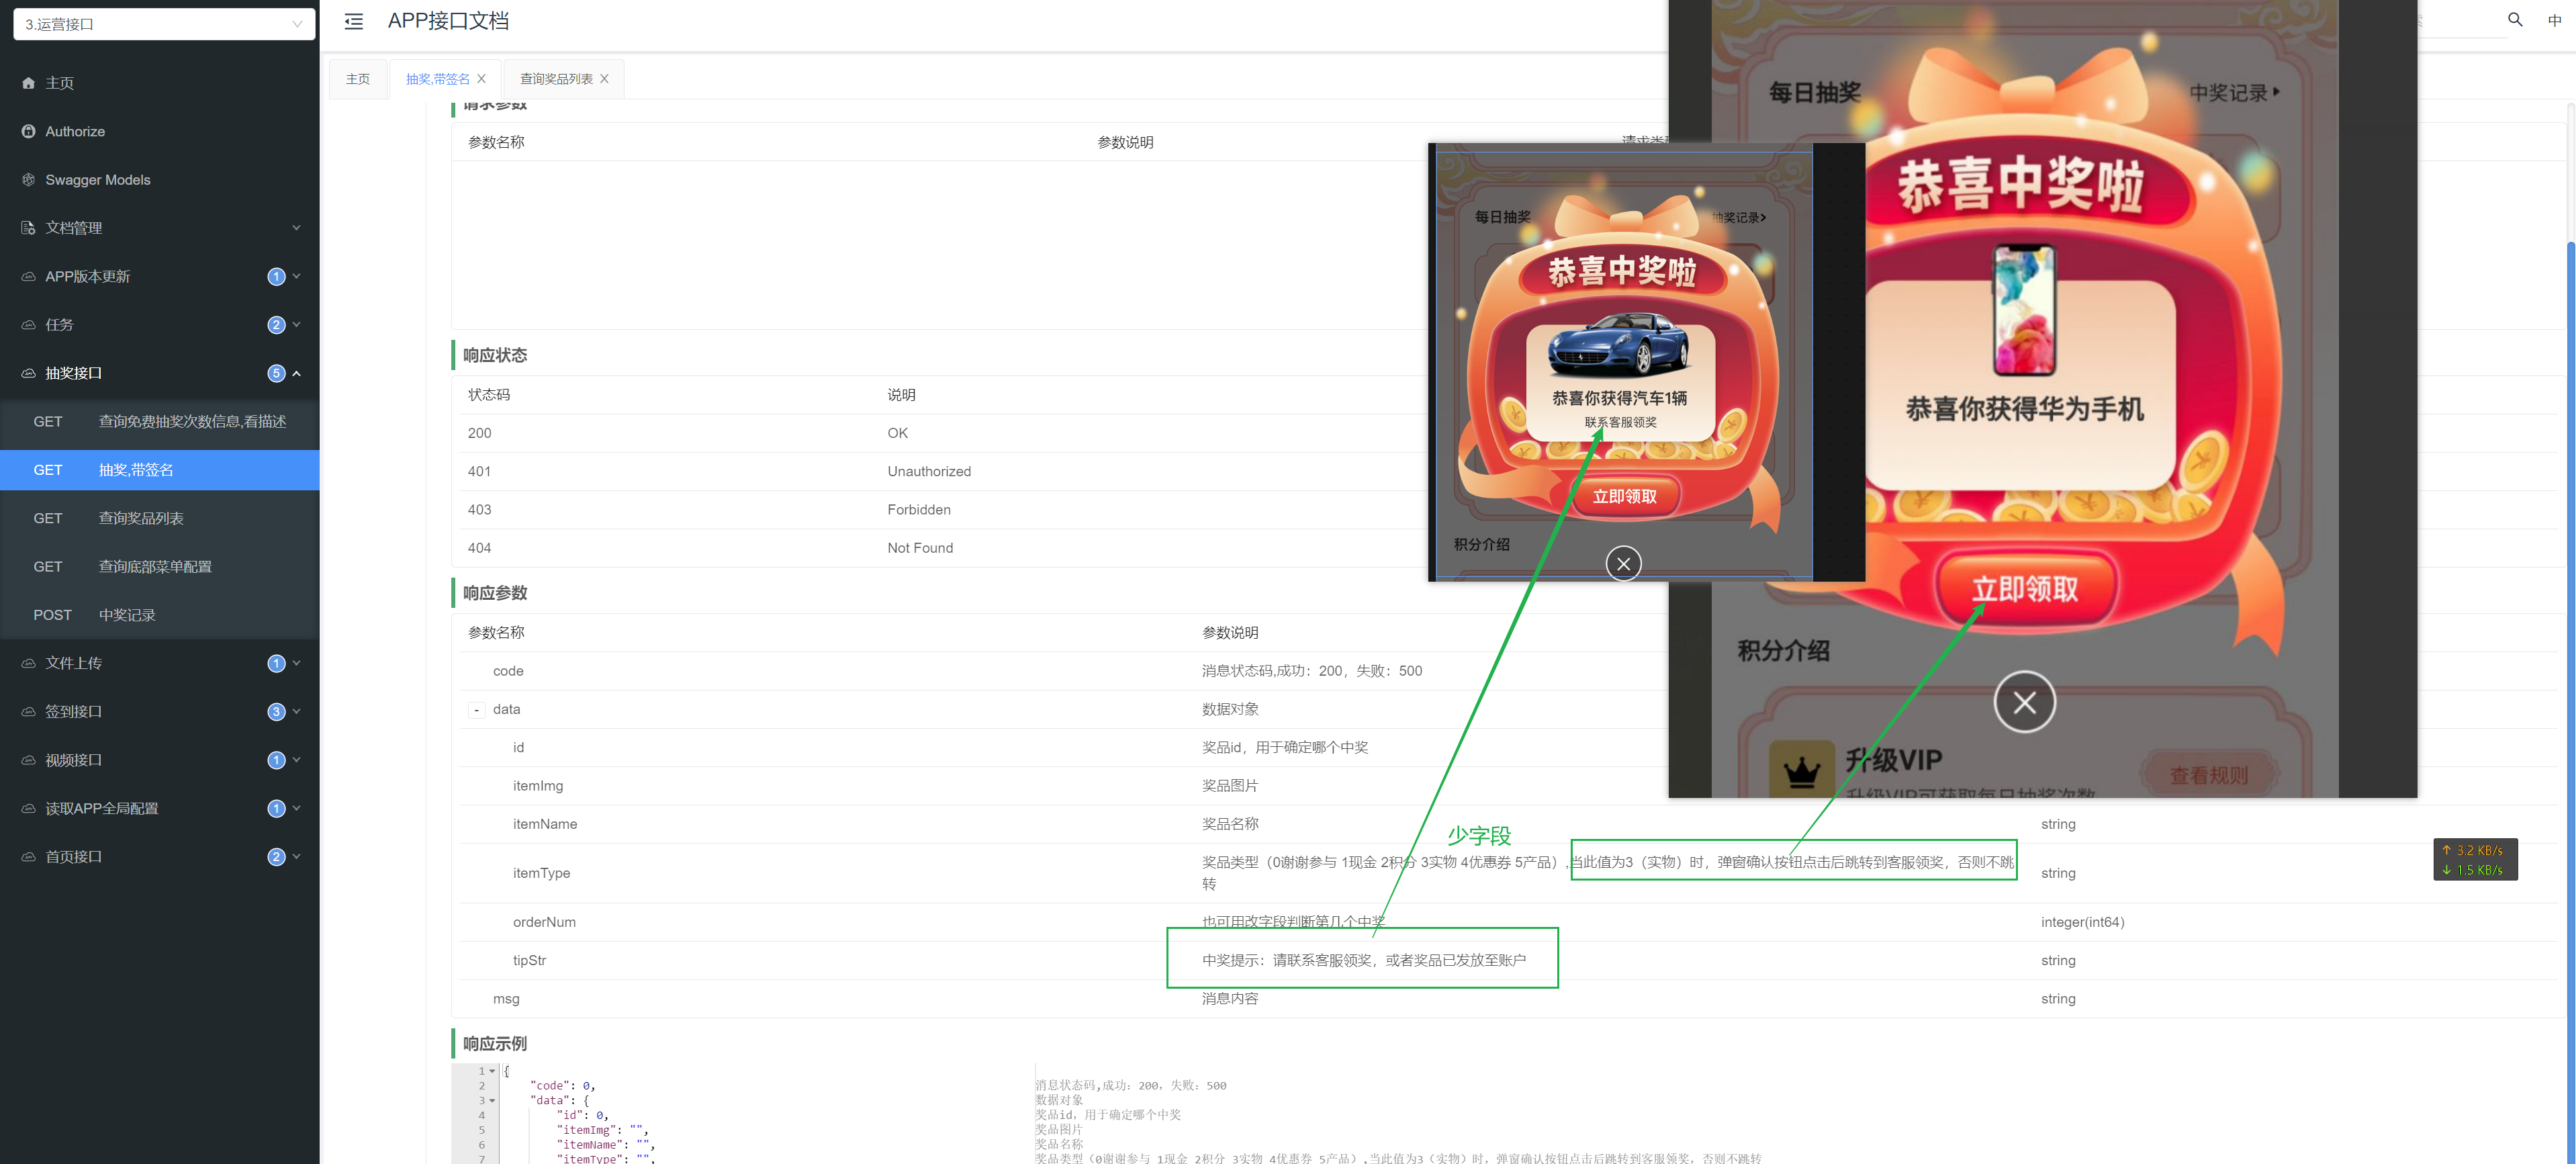 3.运营接口
主页
Authorize
Swagger Models
文档管理
APP版本更新 1
任务 2
抽奖接口 5
GET 查询免费抽奖次数信息,看描述
GET 抽奖,带签名
GET 查询奖品列表
GET 查询底部菜单配置
POST 中奖记录
文件上传 1
签到接口 3
视频接口 1
读取APP全局配置 1
首页接口 2
APP接口文档
中
主页
抽奖,带签名
查询奖品列表
请求参数
参数名称 参数说明 请求类
响应状态
状态码 说明
200 OK
401 Unauthorized
403 Forbidden
404 Not Found
响应参数
参数名称 参数说明
code 消息状态码,成功：200，失败：500
- data 数据对象
id 奖品id，用于确定哪个中奖
itemImg 奖品图片
itemName 奖品名称 string
itemType 奖品类型（0谢谢参与 1现金 2积分 3实物 4优惠券 5产品）,当此值为3（实物）时，弹窗确认按钮点击后跳转到客服领奖，否则不跳
转 string
orderNum 也可用改字段判断第几个中奖 integer(int64)
tipStr 中奖提示：请联系客服领奖，或者奖品已发放至账户 string
msg 消息内容 string
响应示例
1 {
2 "code": 0, 消息状态码,成功：200，失败：500
3 "data": { 数据对象
4 "id": 0, 奖品id，用于确定哪个中奖
5 "itemImg": "", 奖品图片
6 "itemName": "", 奖品名称
7 "itemType": "", 奖品类型（0谢谢参与 1现金 2积分 3实物 4优惠券 5产品）,当此值为3（实物）时，弹窗确认按钮点击后跳转到客服领奖，否则不跳转
少字段
每日抽奖
抽奖记录>
恭喜中奖啦
恭喜你获得汽车1辆
联系客服领奖
立即领取
积分介绍
每日抽奖
中奖记录
恭喜中奖啦
恭喜你获得华为手机
立即领取
积分介绍
升级VIP
查看规则
升级VIP可获取每日抽奖次数
↑ 3.2 KB/s
↓ 1.5 KB/s